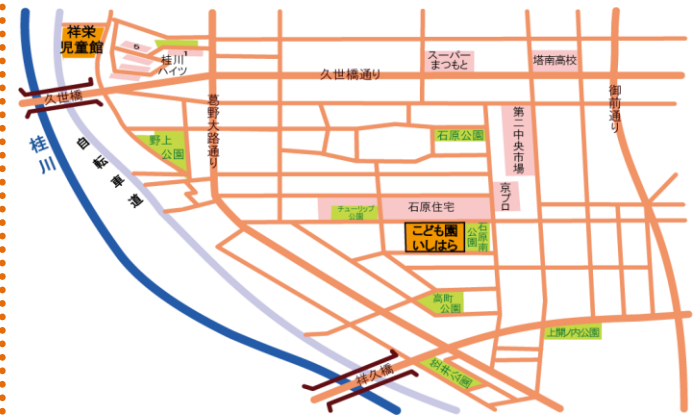 祥栄
児童館
5
1
桂川
ハイツ
久世橋
久世橋通り
スーパー
まつもと
塔南高校
御前通り
葛野大路通り
桂川
自転車道
野上
公園
石原公園
第二中央市場
京プロ
チューリップ
公園
石原住宅
こども園
いしはら
石原南
公園
高町
公園
上開ノ内公園
祥久橋